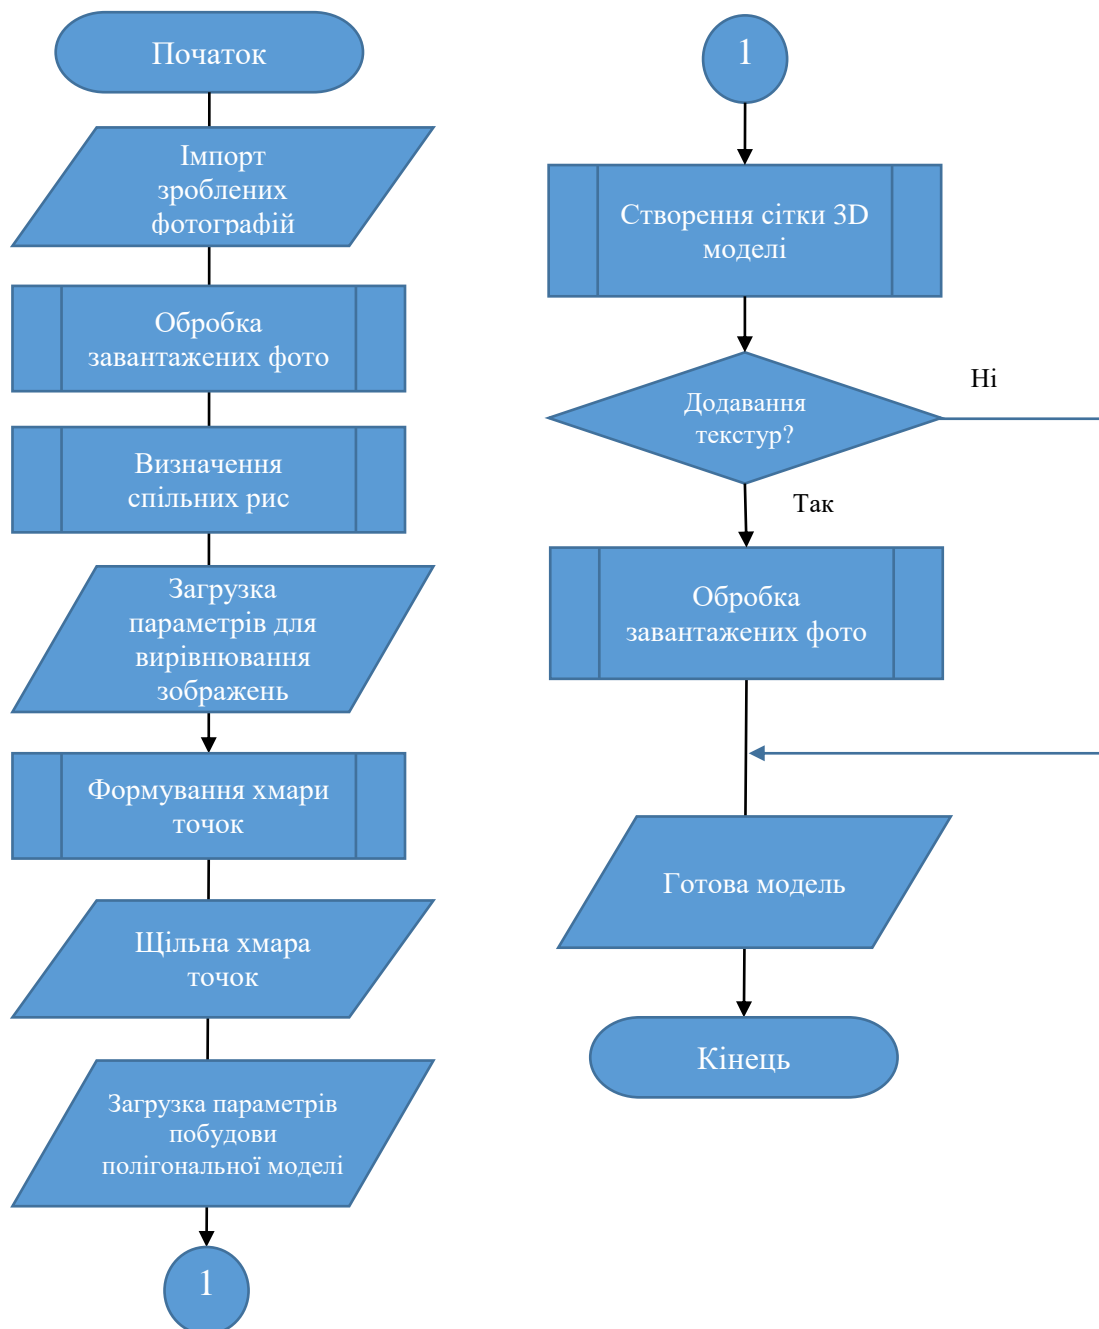 Початок
Імпорт
зроблених
фотографій
Обробка
завантажених фото
Визначення
спільних рис
Загрузка
параметрів для
вирівнювання
зображень
Формування хмари
точок
Щільна хмара
точок
Загрузка параметрів
побудови
полігональної моделі
1
1
Створення сітки 3D
моделі
Додавання
текстур?
Ні
Так
Обробка
завантажених фото
Готова модель
Кінець